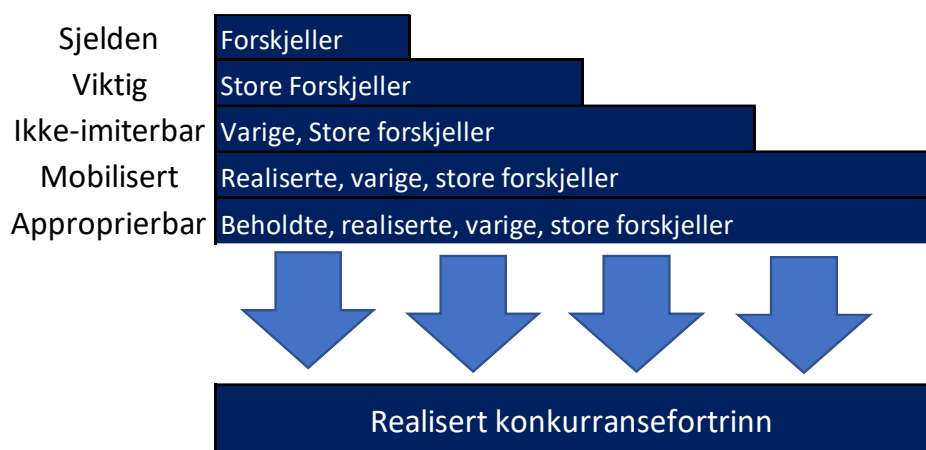 Sjelden Forskjeller
Viktig Store Forskjeller
Ikke-imiterbar Varige, Store forskjeller
Mobilisert Realiserte, varige, store forskjeller
Approprierbar Beholdte, realiserte, varige, store forskjeller
Realisert konkurransefortrinn